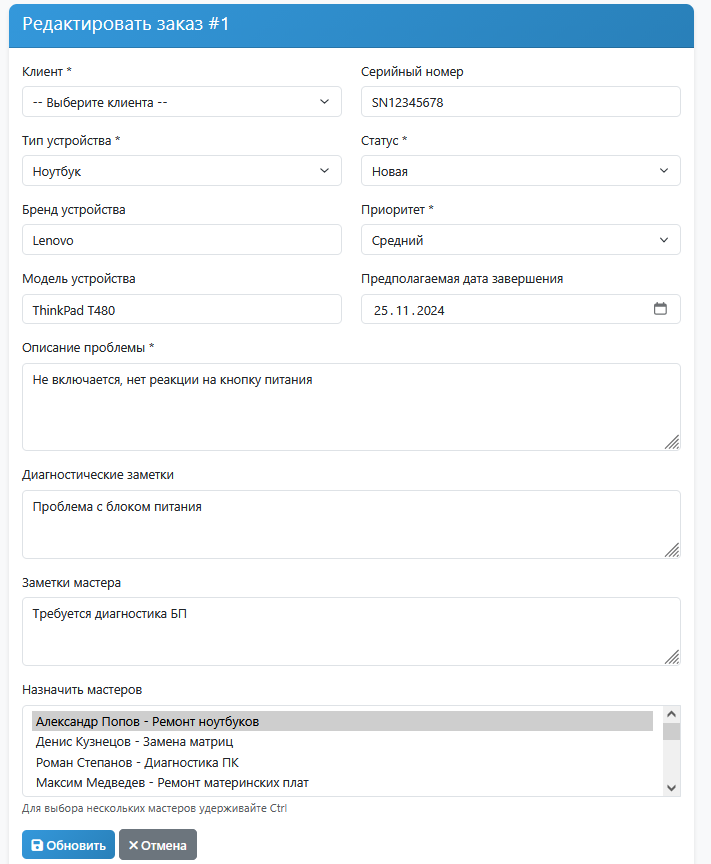 Редактировать заказ #1
Клиент *
-- Выберите клиента --
Серийный номер
SN12345678
Тип устройства *
Ноутбук
Статус *
Новая
Бренд устройства
Lenovo
Приоритет *
Средний
Модель устройства
ThinkPad T480
Предполагаемая дата завершения
25.11.2024
Описание проблемы *
Не включается, нет реакции на кнопку питания
Диагностические заметки
Проблема с блоком питания
Заметки мастера
Требуется диагностика БП
Назначить мастеров
Александр Попов - Ремонт ноутбуков
Денис Кузнецов - Замена матриц
Роман Степанов - Диагностика ПК
Максим Медведев - Ремонт материнских плат
Для выбора нескольких мастеров удерживайте Ctrl
Обновить
Отмена